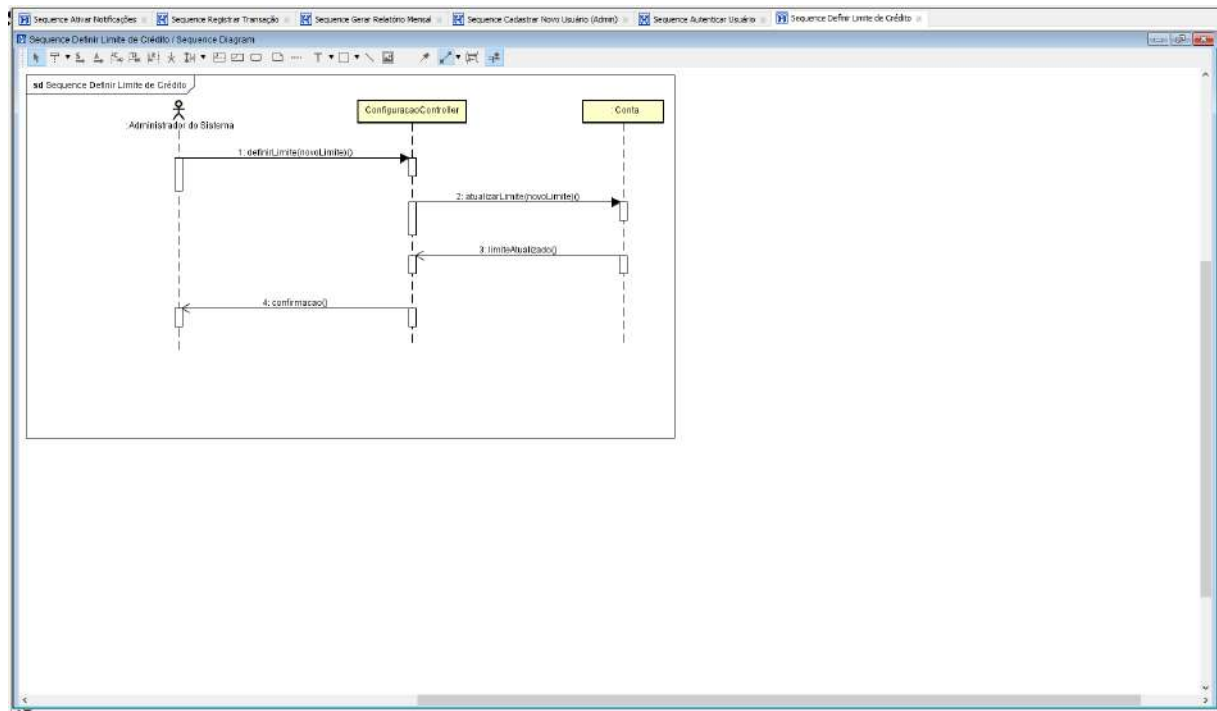 Sequence Ativar Notificações
Sequence Registrar Transação
Sequence Gerar Relatório Mensal
Sequence Cadastrar Novo Usuário (Admin)
Sequence Autenticar Usuário
Sequence Definir Limite de Crédito
Sequence Definir Limite de Crédito / Sequence Diagram
sd Sequence Definir Limite de Crédito
: Administrador do Sistema
ConfiguracaoController
Conta
1: definirLimite(novoLimite)()
2: atualizarLimite(novoLimite)()
3: limiteAtualizado()
4: confirmacao()